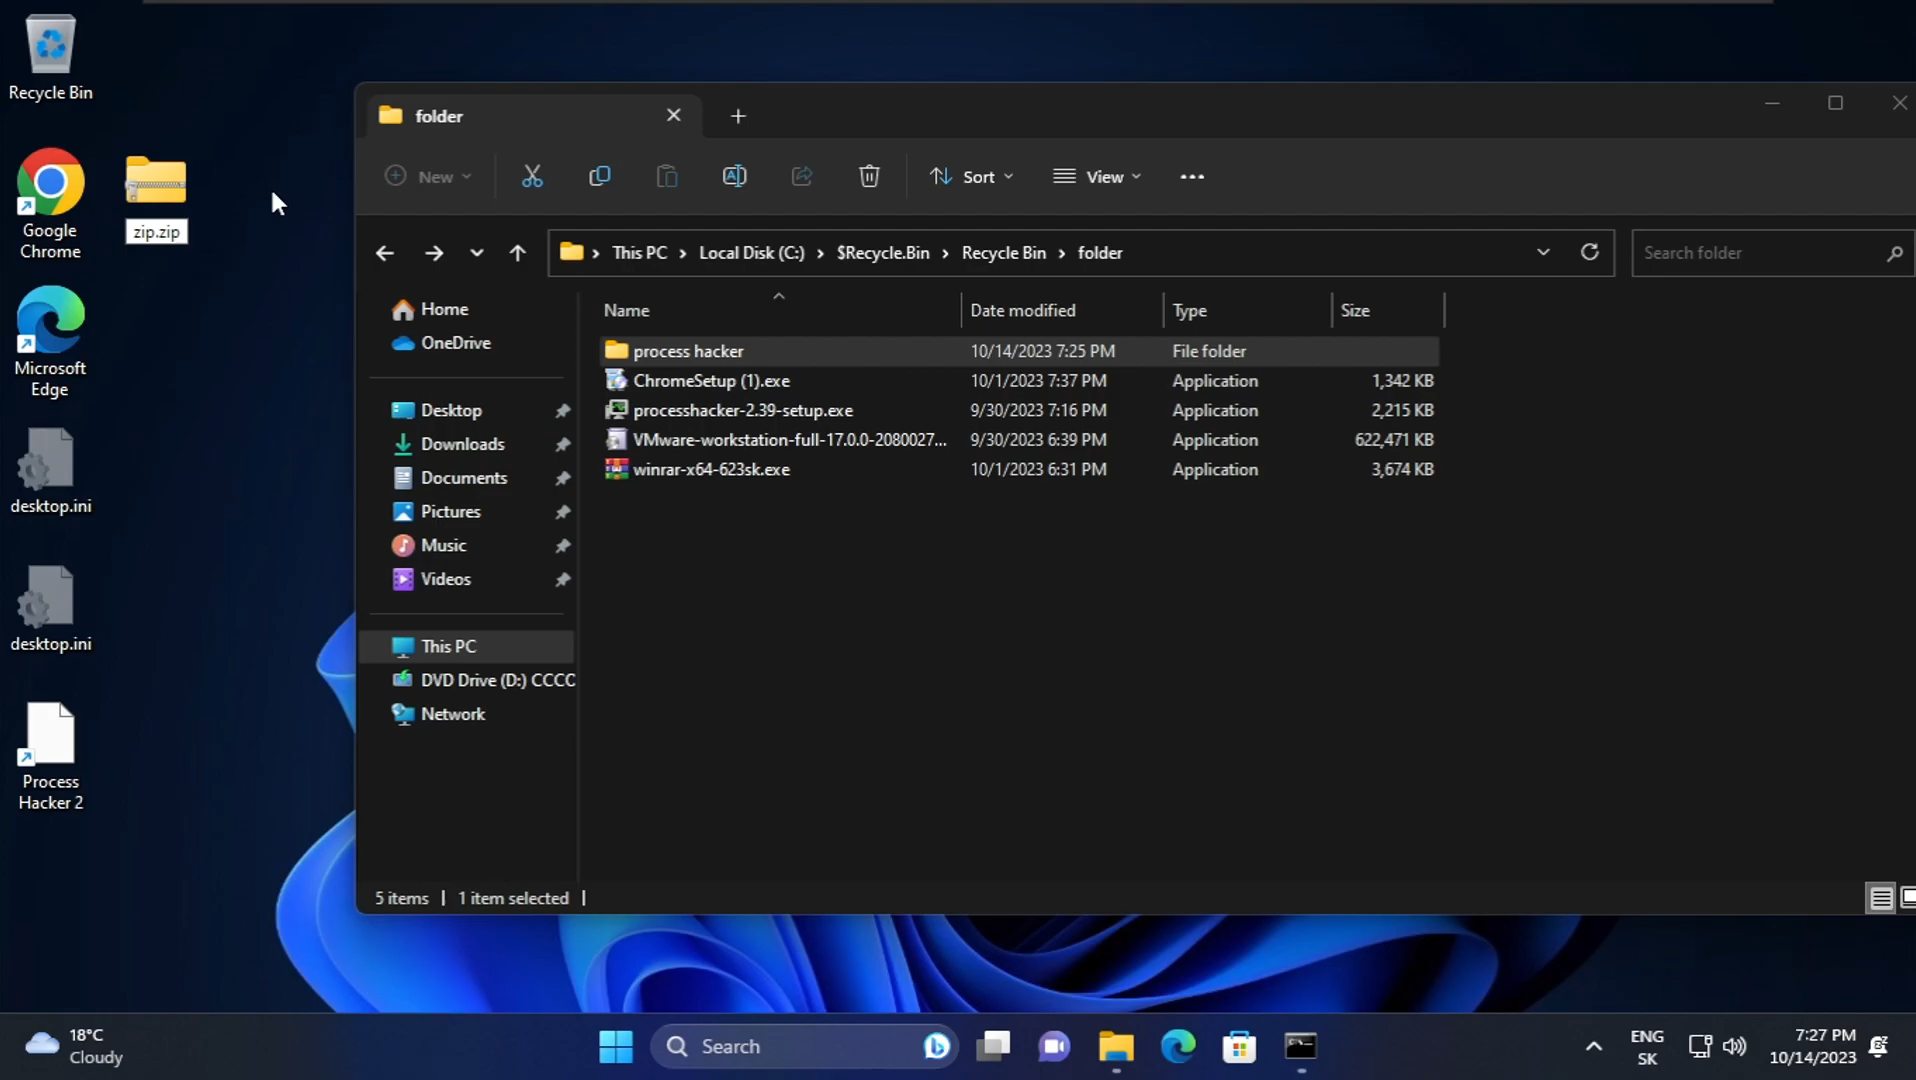 Recycle Bin
Google
Chrome
zip.zip
Microsoft
Edge
desktop.ini
desktop.ini
Process
Hacker 2
folder
New
Sort
View
This PC
Local Disk (C:)
$Recycle.Bin
Recycle Bin
folder
Search folder
Home
OneDrive
Desktop
Downloads
Documents
Pictures
Music
Videos
This PC
DVD Drive (D:) CCCO
Network
Name Date modified Type Size
process hacker 10/14/2023 7:25 PM File folder
ChromeSetup (1).exe 10/1/2023 7:37 PM Application 1,342 KB
processhacker-2.39-setup.exe 9/30/2023 7:16 PM Application 2,215 KB
VMware-workstation-full-17.0.0-2080027... 9/30/2023 6:39 PM Application 622,471 KB
winrar-x64-623sk.exe 10/1/2023 6:31 PM Application 3,674 KB
5 items 1 item selected
18°C
Cloudy
Search
ENG
SK
7:27 PM
10/14/2023